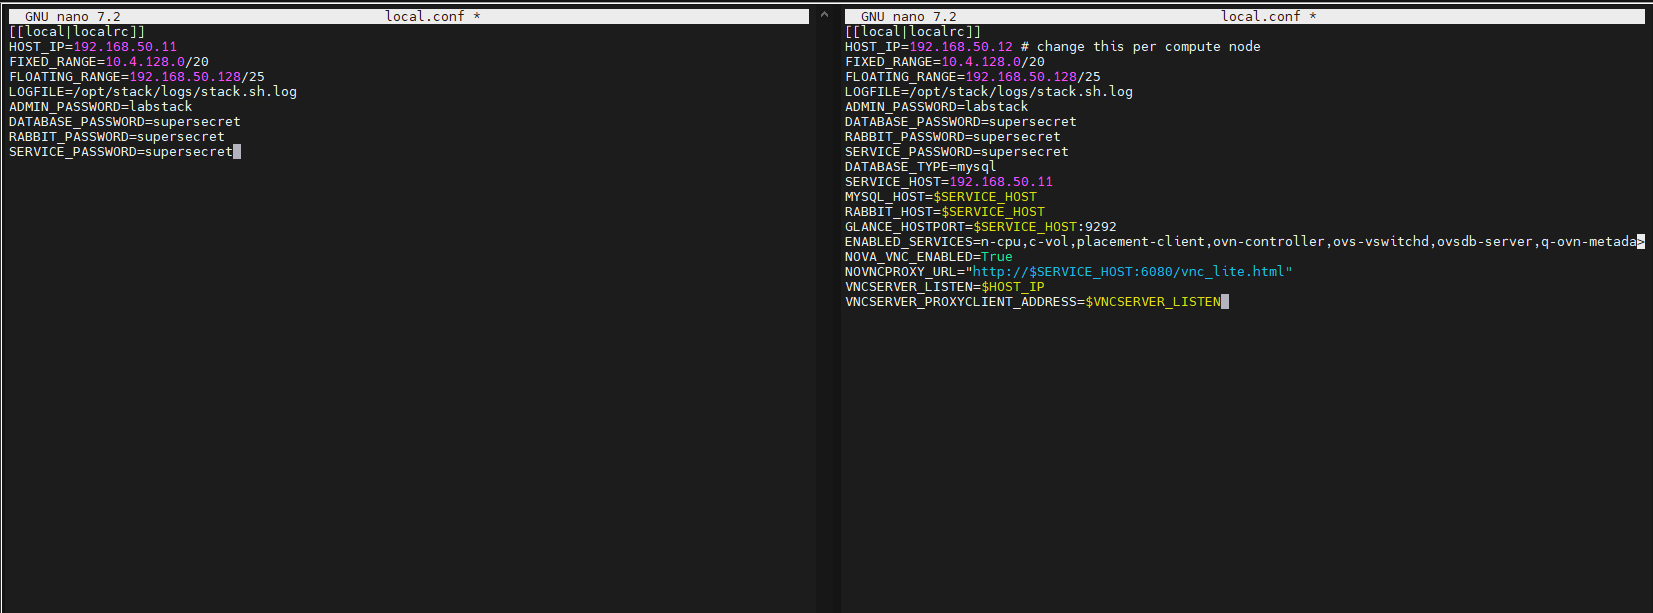 GNU nano 7.2 local.conf *
[[local|localrc]]
HOST_IP=192.168.50.11
FIXED_RANGE=10.4.128.0/20
FLOATING_RANGE=192.168.50.128/25
LOGFILE=/opt/stack/logs/stack.sh.log
ADMIN_PASSWORD=labstack
DATABASE_PASSWORD=supersecret
RABBIT_PASSWORD=supersecret
SERVICE_PASSWORD=supersecret
GNU nano 7.2 local.conf *
[[local|localrc]]
HOST_IP=192.168.50.12 # change this per compute node
FIXED_RANGE=10.4.128.0/20
FLOATING_RANGE=192.168.50.128/25
LOGFILE=/opt/stack/logs/stack.sh.log
ADMIN_PASSWORD=labstack
DATABASE_PASSWORD=supersecret
RABBIT_PASSWORD=supersecret
SERVICE_PASSWORD=supersecret
DATABASE_TYPE=mysql
SERVICE_HOST=192.168.50.11
MYSQL_HOST=$SERVICE_HOST
RABBIT_HOST=$SERVICE_HOST
GLANCE_HOSTPORT=$SERVICE_HOST:9292
ENABLED_SERVICES=n-cpu,c-vol,placement-client,ovn-controller,ovs-vswitchd,ovsdb-server,q-ovn-metada>
NOVA_VNC_ENABLED=True
NOVNCPROXY_URL="http://$SERVICE_HOST:6080/vnc_lite.html"
VNCSERVER_LISTEN=$HOST_IP
VNCSERVER_PROXYCLIENT_ADDRESS=$VNCSERVER_LISTEN